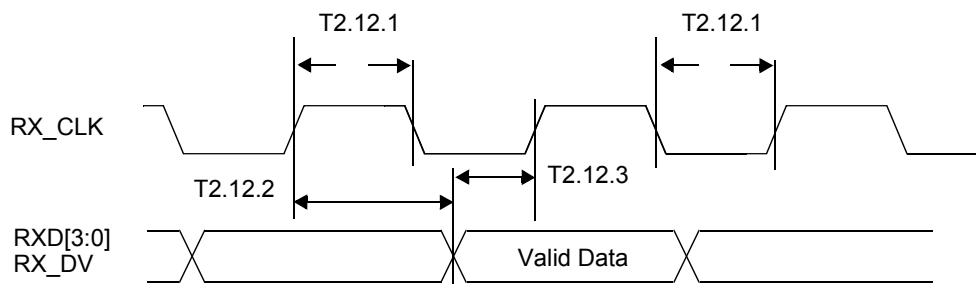 T2.12.1
T2.12.1
RX_CLK
T2.12.2
T2.12.3
RXD[3:0]
RX_DV
Valid Data